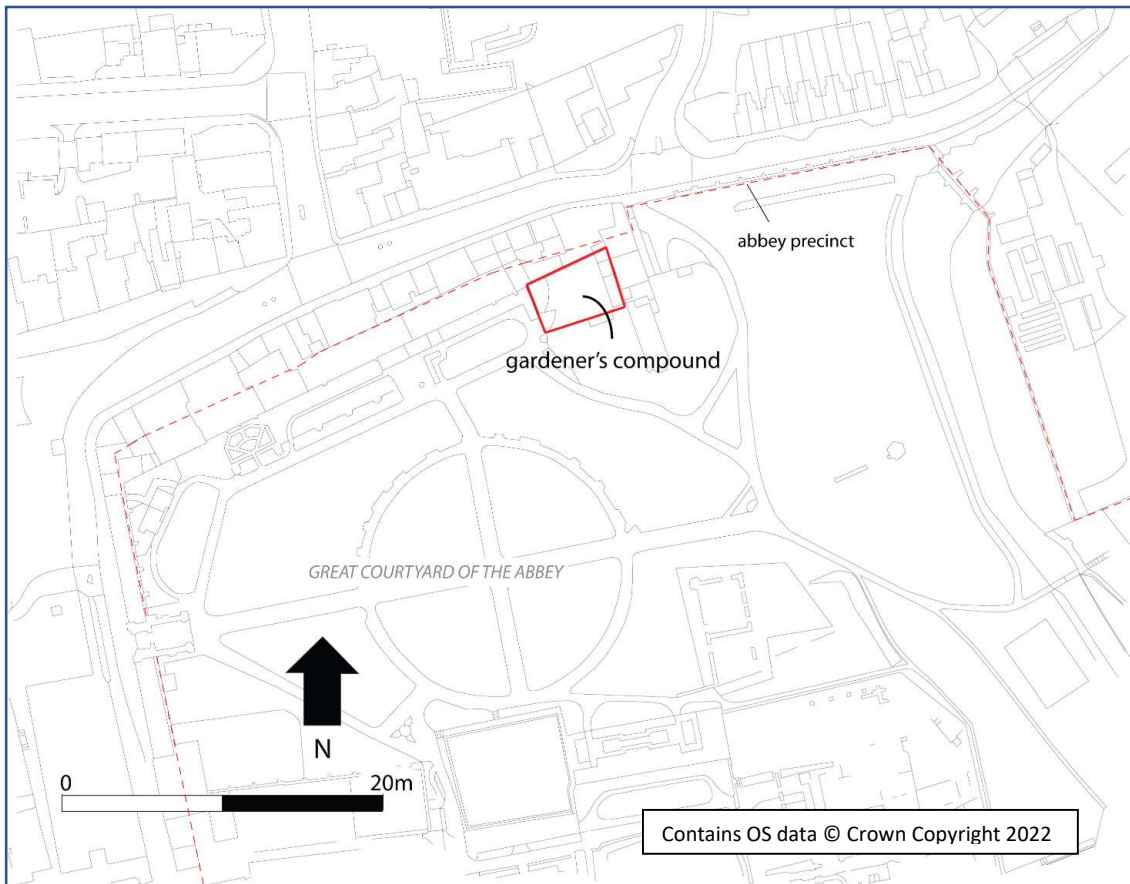 abbey precinct
gardener's compound
GREAT COURTYARD OF THE ABBEY
N
0 20m
Contains OS data © Crown Copyright 2022